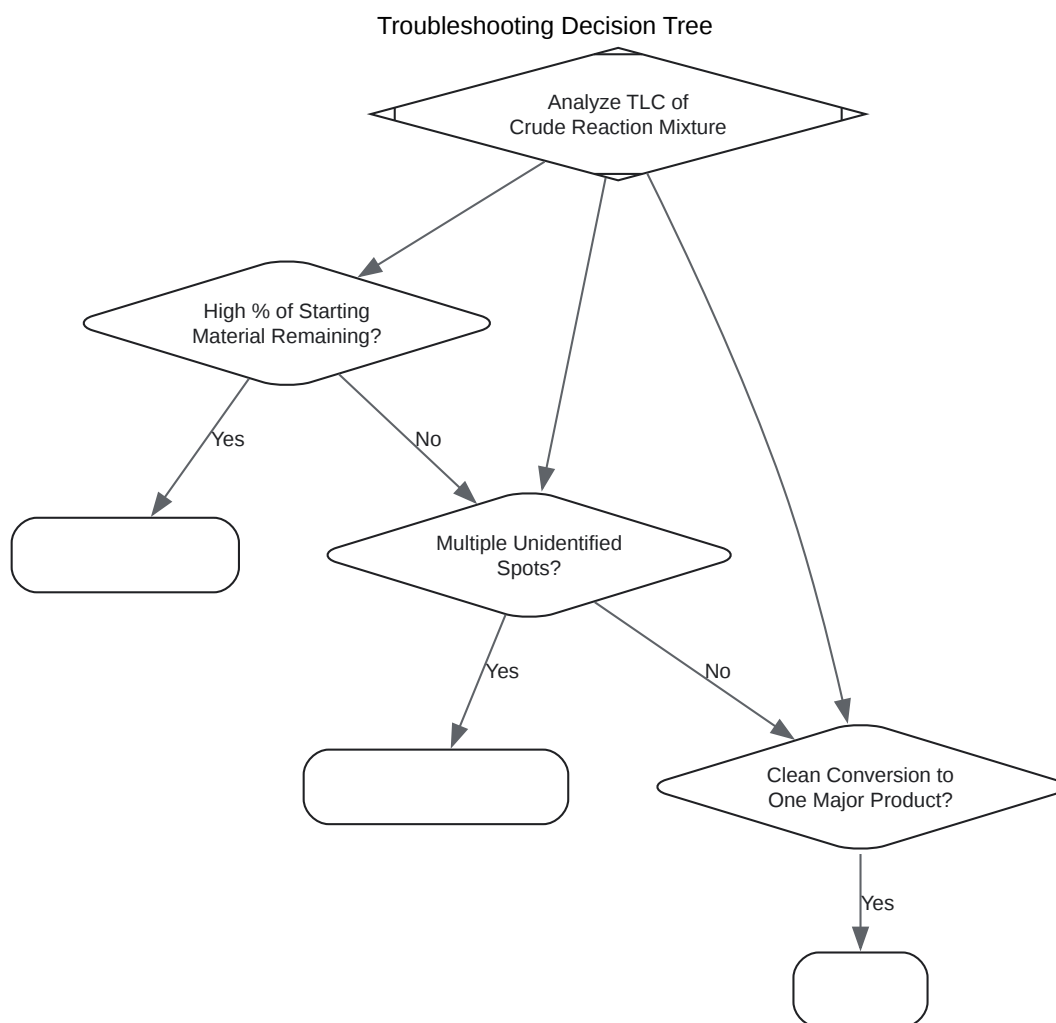 Troubleshooting Decision Tree
Analyze TLC of
Crude Reaction Mixture
High % of Starting
Material Remaining?
Yes
No
Multiple Unidentified
Spots?
Yes
No
Clean Conversion to
One Major Product?
Yes